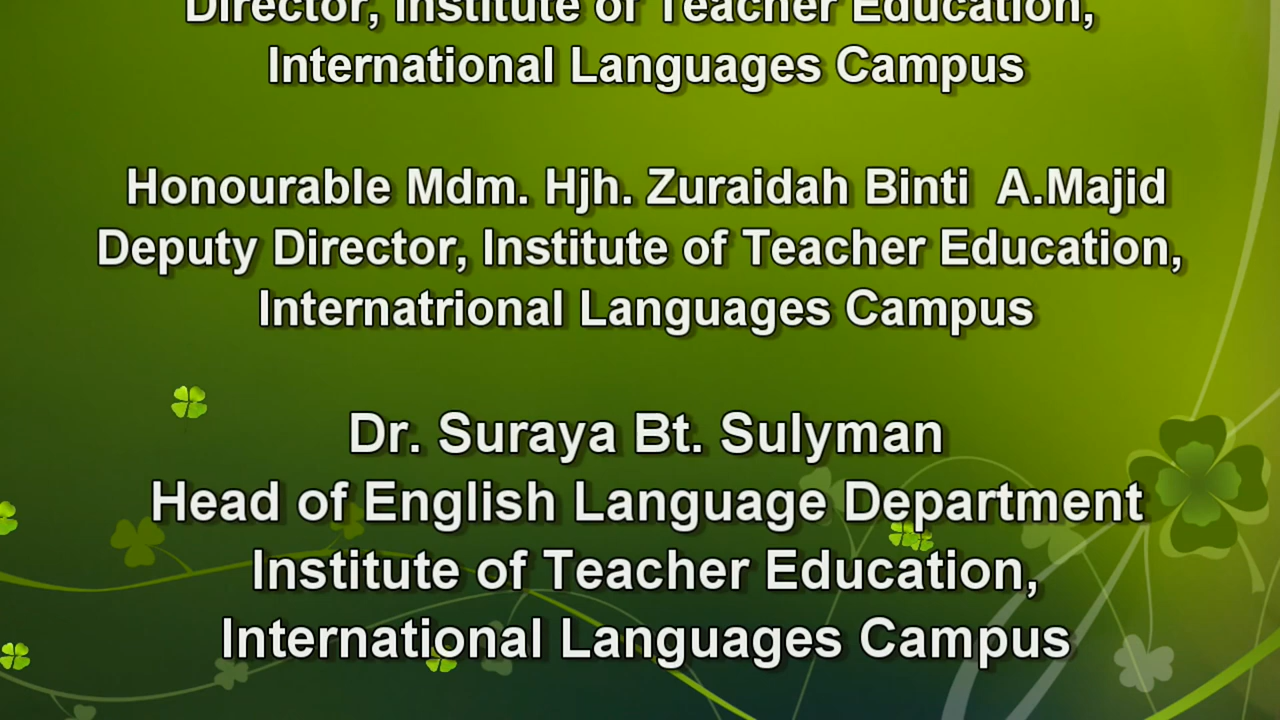 Director, Institute of Teacher Education,
International Languages Campus
Honourable Mdm. Hjh. Zuraidah Binti  A.Majid
Deputy Director, Institute of Teacher Education,
Internatrional Languages Campus
Dr. Suraya Bt. Sulyman
Head of English Language Department
Institute of Teacher Education,
International Languages Campus